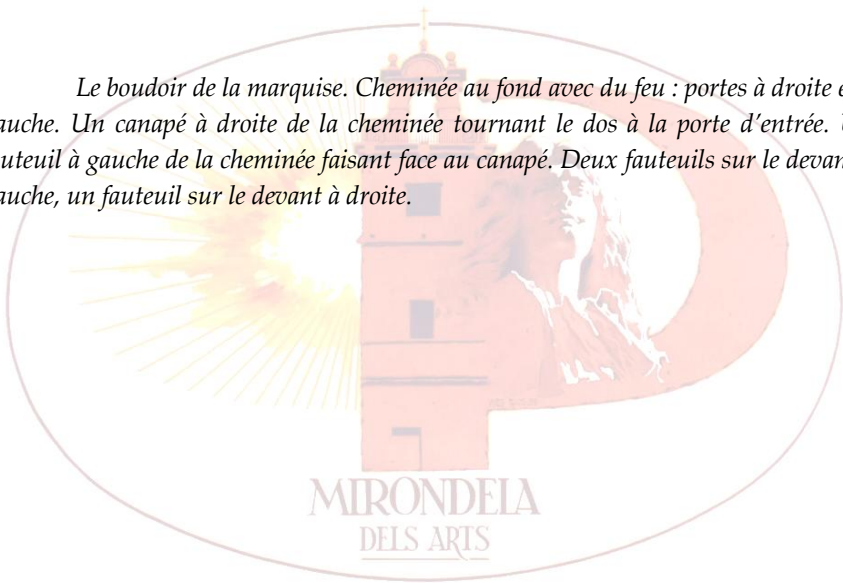 Le boudoir de la marquise. Cheminée au fond avec du feu : portes à droite
auche. Un canapé à droite de la cheminée tournant le dos à la porte d'entrée.
uteuil à gauche de la cheminée faisant face au canapé. Deux fauteuils sur le devan
auche, un fauteuil sur le devant à droite.
MIRONDELA
DELS ARTS